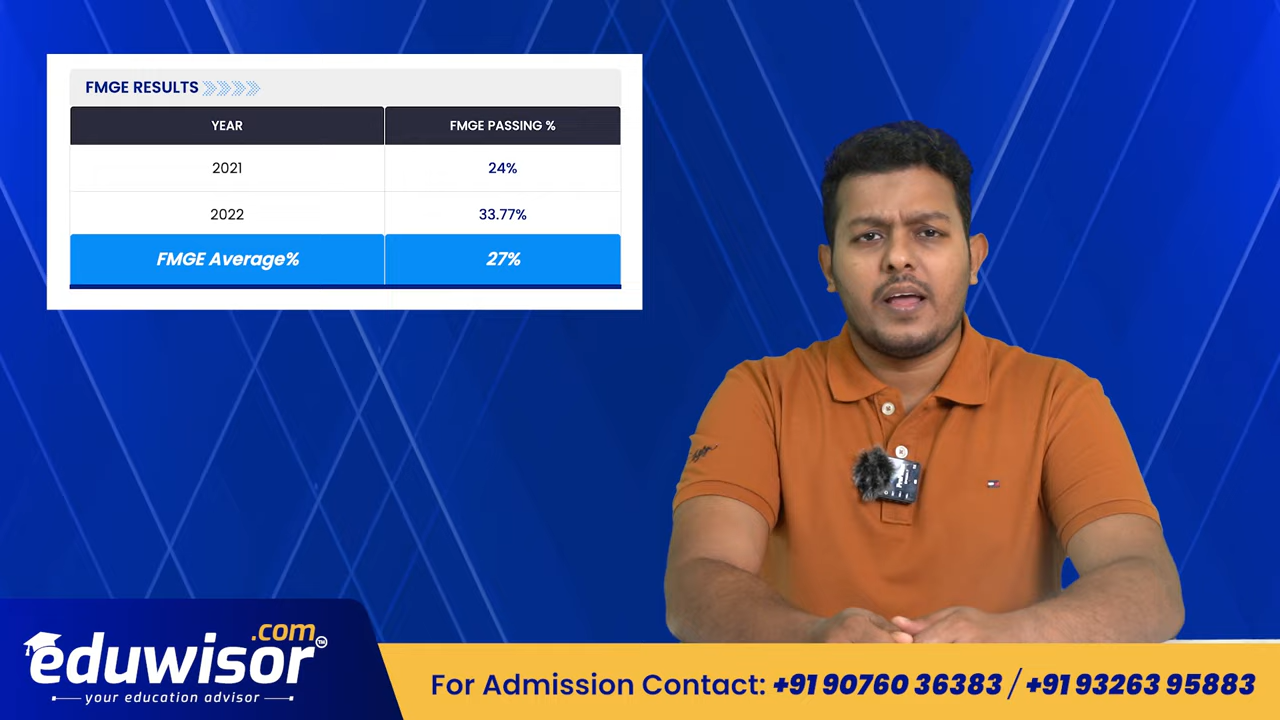 FMGE RESULTS
YEAR FMGE PASSING %
2021 24%
2022 33.77%
FMGE Average% 27%
eduwisor.com TM
your education advisor
For Admission Contact: +91 90760 36383 / +91 93263 95883